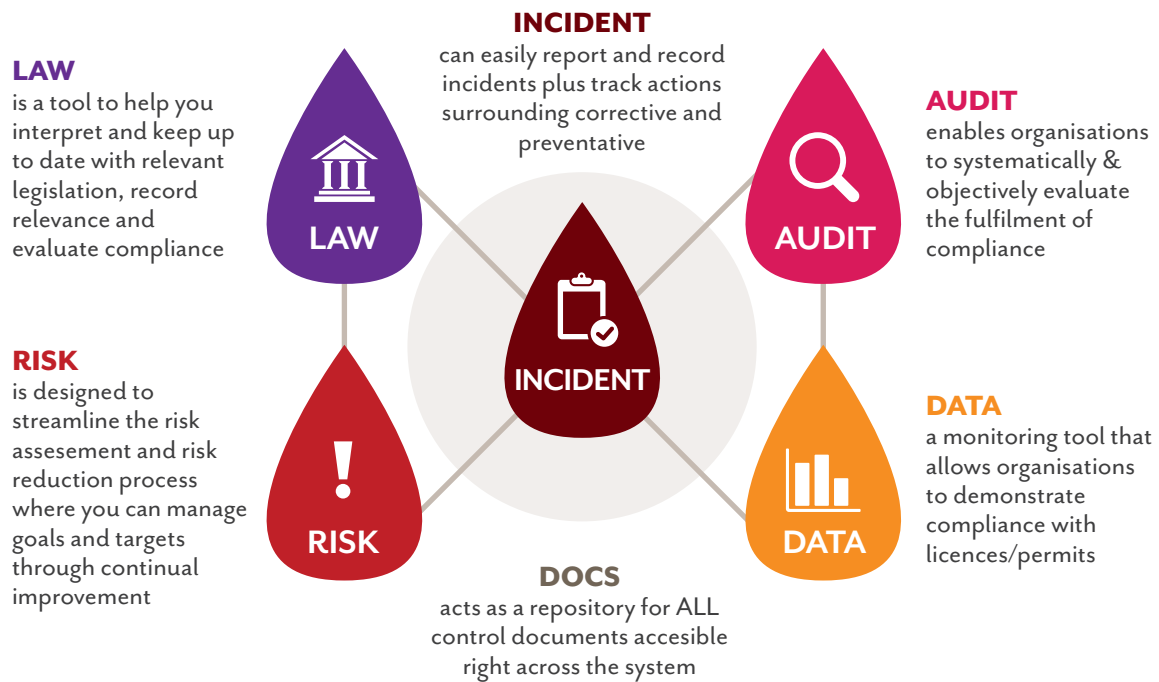 INCIDENT
can easily report and record
incidents plus track actions
surrounding corrective and
preventative
LAW
is a tool to help you
interpret and keep up
to date with relevant
legislation, record
relevance and
evaluate compliance
LAW
AUDIT
AUDIT
enables organisations
to systematically &
objectively evaluate
the fulfilment of
compliance
INCIDENT
RISK
is designed to
streamline the risk
assesement and risk
reduction process
where you can manage
goals and targets
through continual
improvement
RISK
DATA
DATA
a monitoring tool that
allows organisations
to demonstrate
compliance with
licences/permits
DOCS
acts as a repository for ALL
control documents accesible
right across the system